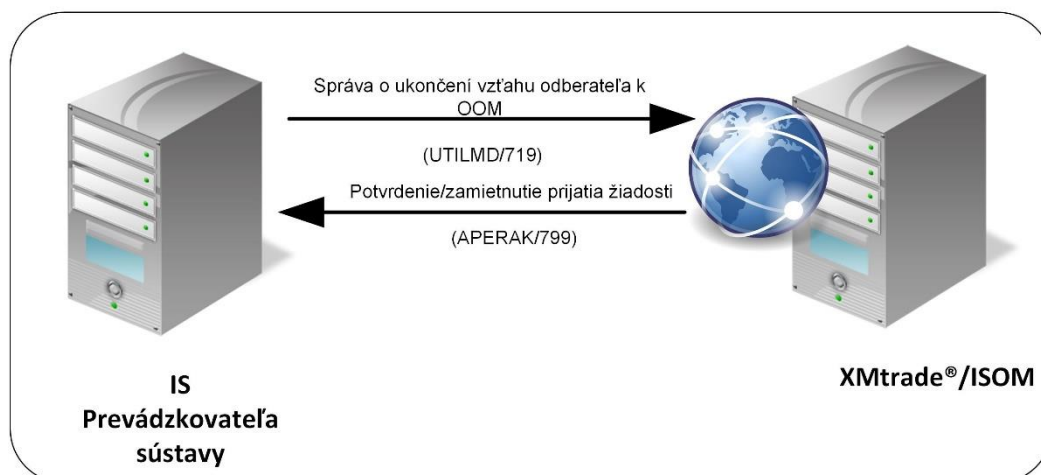 Správa o ukončení vzťahu odberateľa k
OOM
(UTILMD/719)
Potvrdenie/zamietnutie prijatia žiadosti
(APERAK/799)
IS
Prevádzkovateľa
sústavy
XMtrade®/ISOM